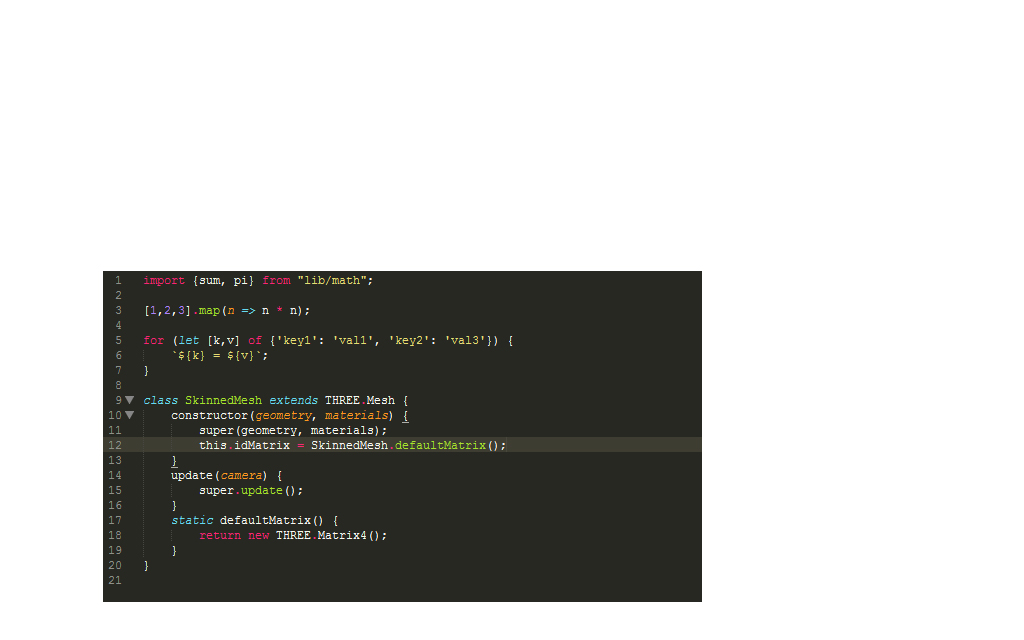 1 import {sum, pi} from "lib/math";
2
3 [1,2,3].map(n => n * n);
4
5 for (let [k,v] of {'key1': 'val1', 'key2': 'val3'}) {
6     `${k} = ${v}`;
7 }
8
9 class SkinnedMesh extends THREE.Mesh {
10     constructor(geometry, materials) {
11         super(geometry, materials);
12         this.idMatrix = SkinnedMesh.defaultMatrix();
13     }
14     update(camera) {
15         super.update();
16     }
17     static defaultMatrix() {
18         return new THREE.Matrix4();
19     }
20 }
21